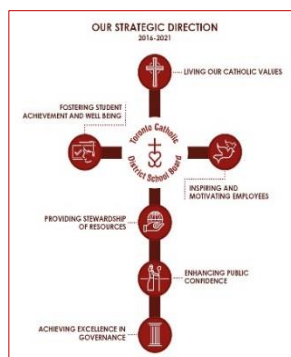 OUR STRATEGIC DIRECTION
2016-2021
LIVING OUR CATHOLIC VALUES
FOSTERING STUDENT
ACHIEVEMENT AND WELL BEING
Toronto Catholic
District School Board
INSPIRING AND
MOTIVATING EMPLOYEES
PROVIDING STEWARDSHIP
OF RESOURCES
ENHANCING PUBLIC
CONFIDENCE
ACHIEVING EXCELLENCE IN
GOVERNANCE